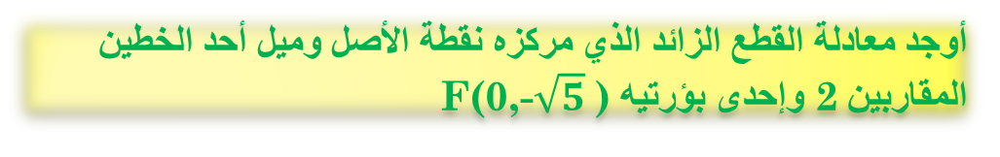 أوجد معادلة القطع الزائد الذي مركزه نقطة الأصل وميل أحد الخطين
المقاربين 2 وإحدى بؤرتيه F(0,-√5 )